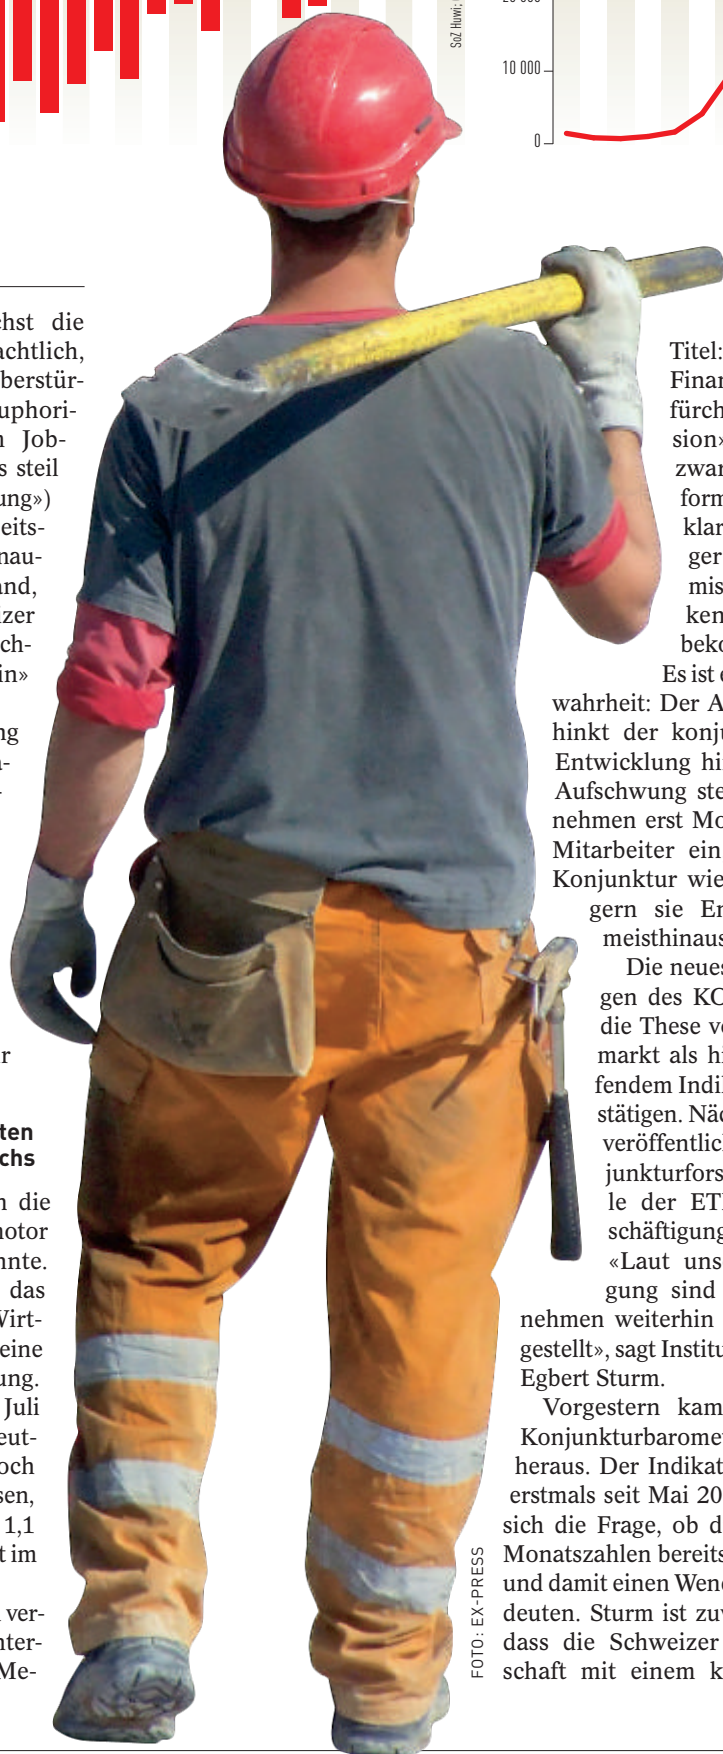 SoZ Huwi;
10 000
0
chst die
achtlich,
berstür-
uphori-
n Job-
s steil
ung»)
eits-
nau-
and,
izer
ch-
in»
ng
a-
r
ten
chs
n die
motor
nnte.
das
Wirt-
eine
ung.
Juli
eut-
och
sen,
1,1
t im
ver-
nter-
Me-
Titel:
Finan
fürch
sion»
zwar
form
klar
ger
mis
ken
beko
Es ist e
wahrheit: Der A
hinkt der konju
Entwicklung hi
Aufschwung ste
nehmen erst Mo
Mitarbeiter ein
Konjunktur wie
gern sie En
meisthinaus
Die neues
gen des KO
die These vo
markt als hi
fendem Indi
stätigen. Näc
veröffentlic
junkturfors
le der ET
schäftigung
«Laut uns
gung sind
nehmen weiterhin
gestellt», sagt Institu
Egbert Sturm.
Vorgestern kam
Konjunkturbarome
heraus. Der Indikat
erstmals seit Mai 20
sich die Frage, ob d
Monatszahlen bereits
und damit einen Wend
deuten. Sturm ist zuv
dass die Schweizer
schaft mit einem k
FOTO: EX-PRESS